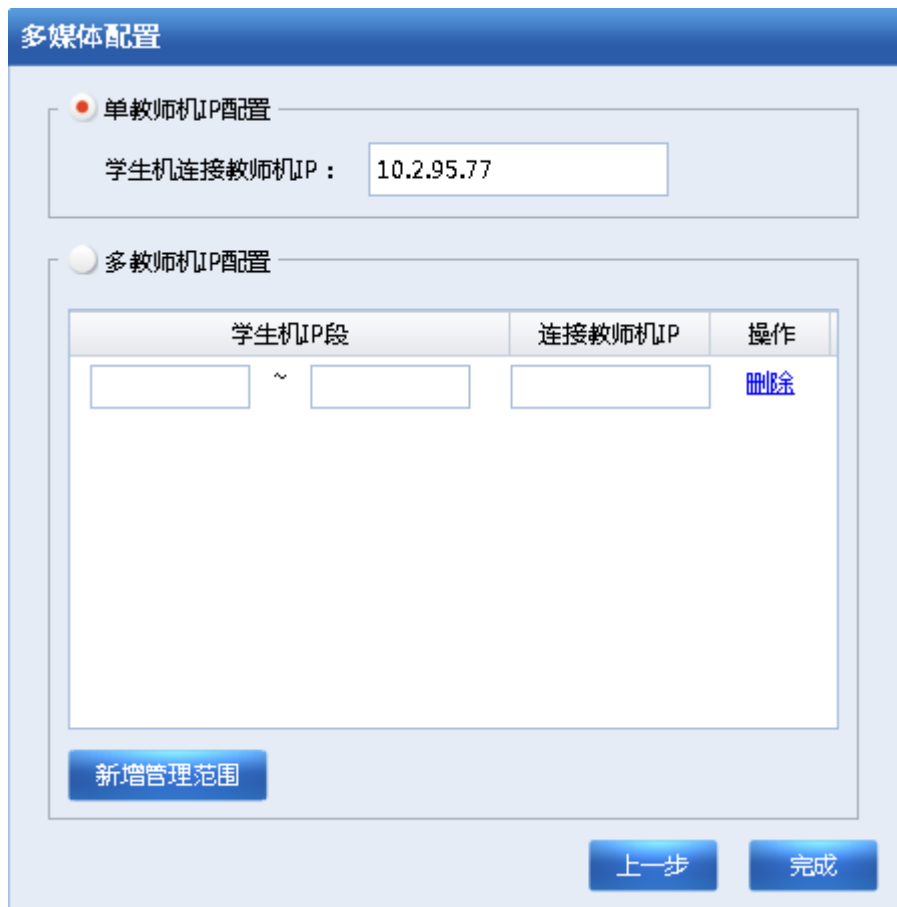 多媒体配置
单教师机IP配置
学生机连接教师机IP： 10.2.95.77
多教师机IP配置
学生机IP段 连接教师机IP 操作
~ 删除
新增管理范围
上一步 完成